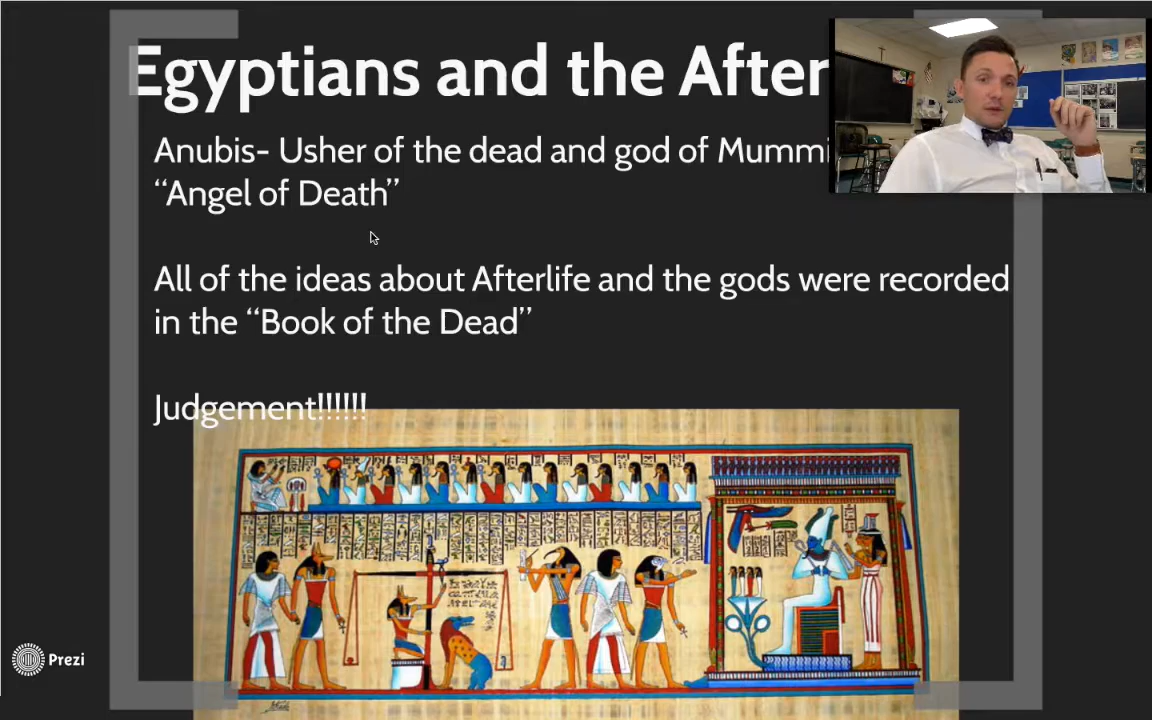 Egyptians and the After
Anubis- Usher of the dead and god of Mummi
“Angel of Death”
All of the ideas about Afterlife and the gods were recorded
in the “Book of the Dead”
Judgement!!!!!!
Prezi